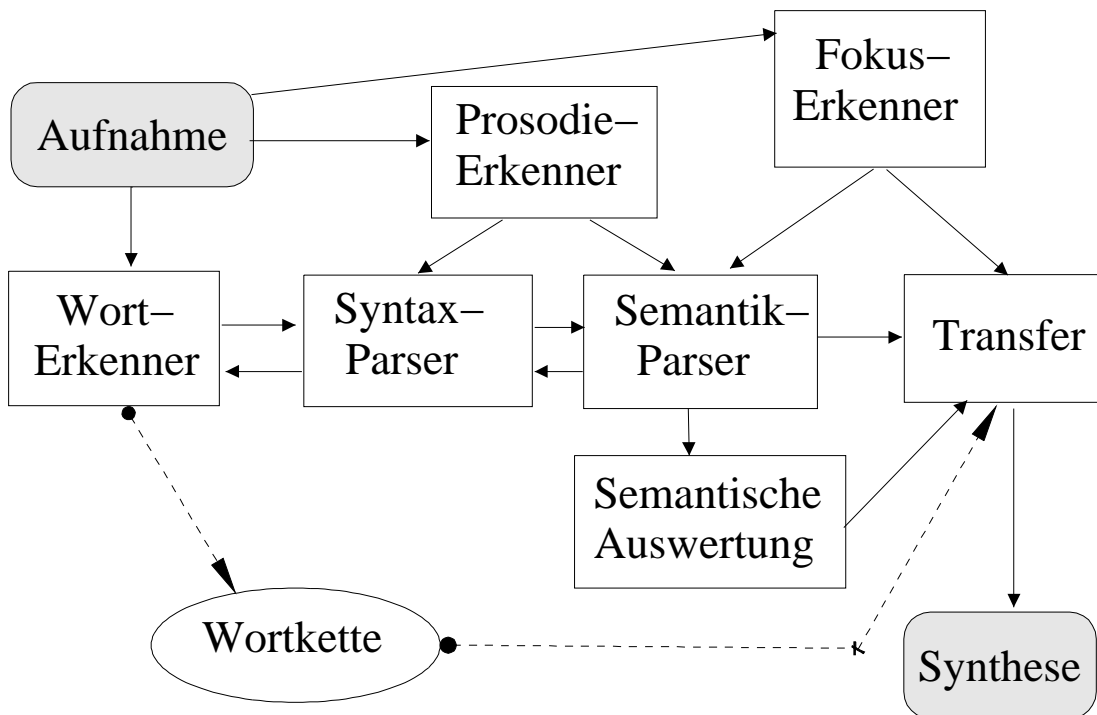 Fokus–
Erkenner
Aufnahme
Prosodie–
Erkenner
Wort–
Erkenner
Syntax–
Parser
Semantik–
Parser
Transfer
Semantische
Auswertung
Wortkette
Synthese